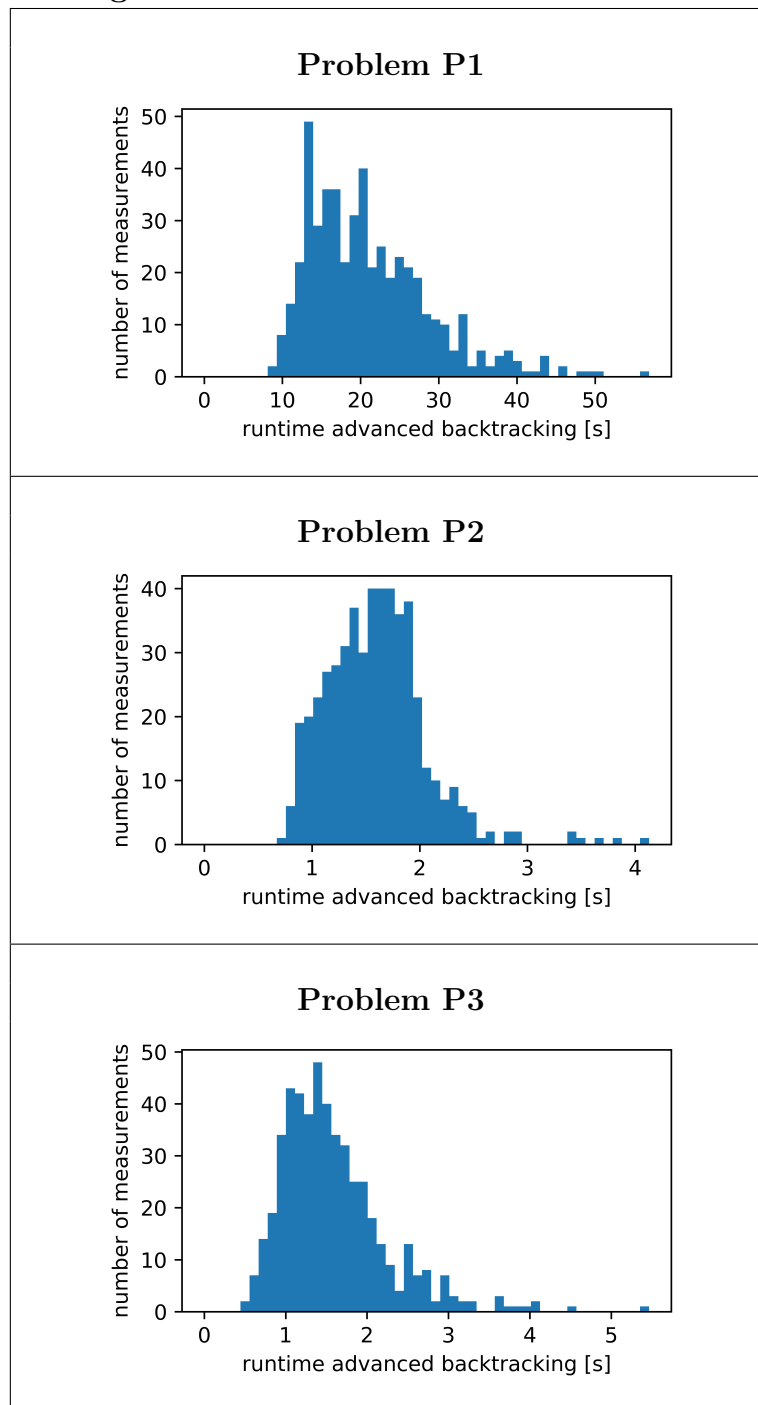 Problem P1
50
40
30
20
10
0
number of measurements
0 10 20 30 40 50
runtime advanced backtracking [s]
Problem P2
40
30
20
10
0
number of measurements
0 1 2 3 4
runtime advanced backtracking [s]
Problem P3
50
40
30
20
10
0
number of measurements
0 1 2 3 4 5
runtime advanced backtracking [s]